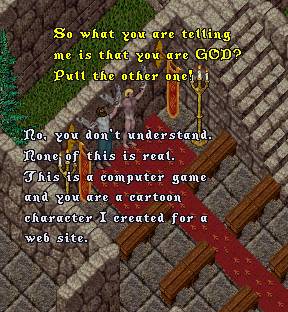 So what you are telling
me is that you are GOD?
Pull the other one!
No, you don't understand.
None of this is real.
This is a computer game
and you are a cartoon
character I created for a
web site.